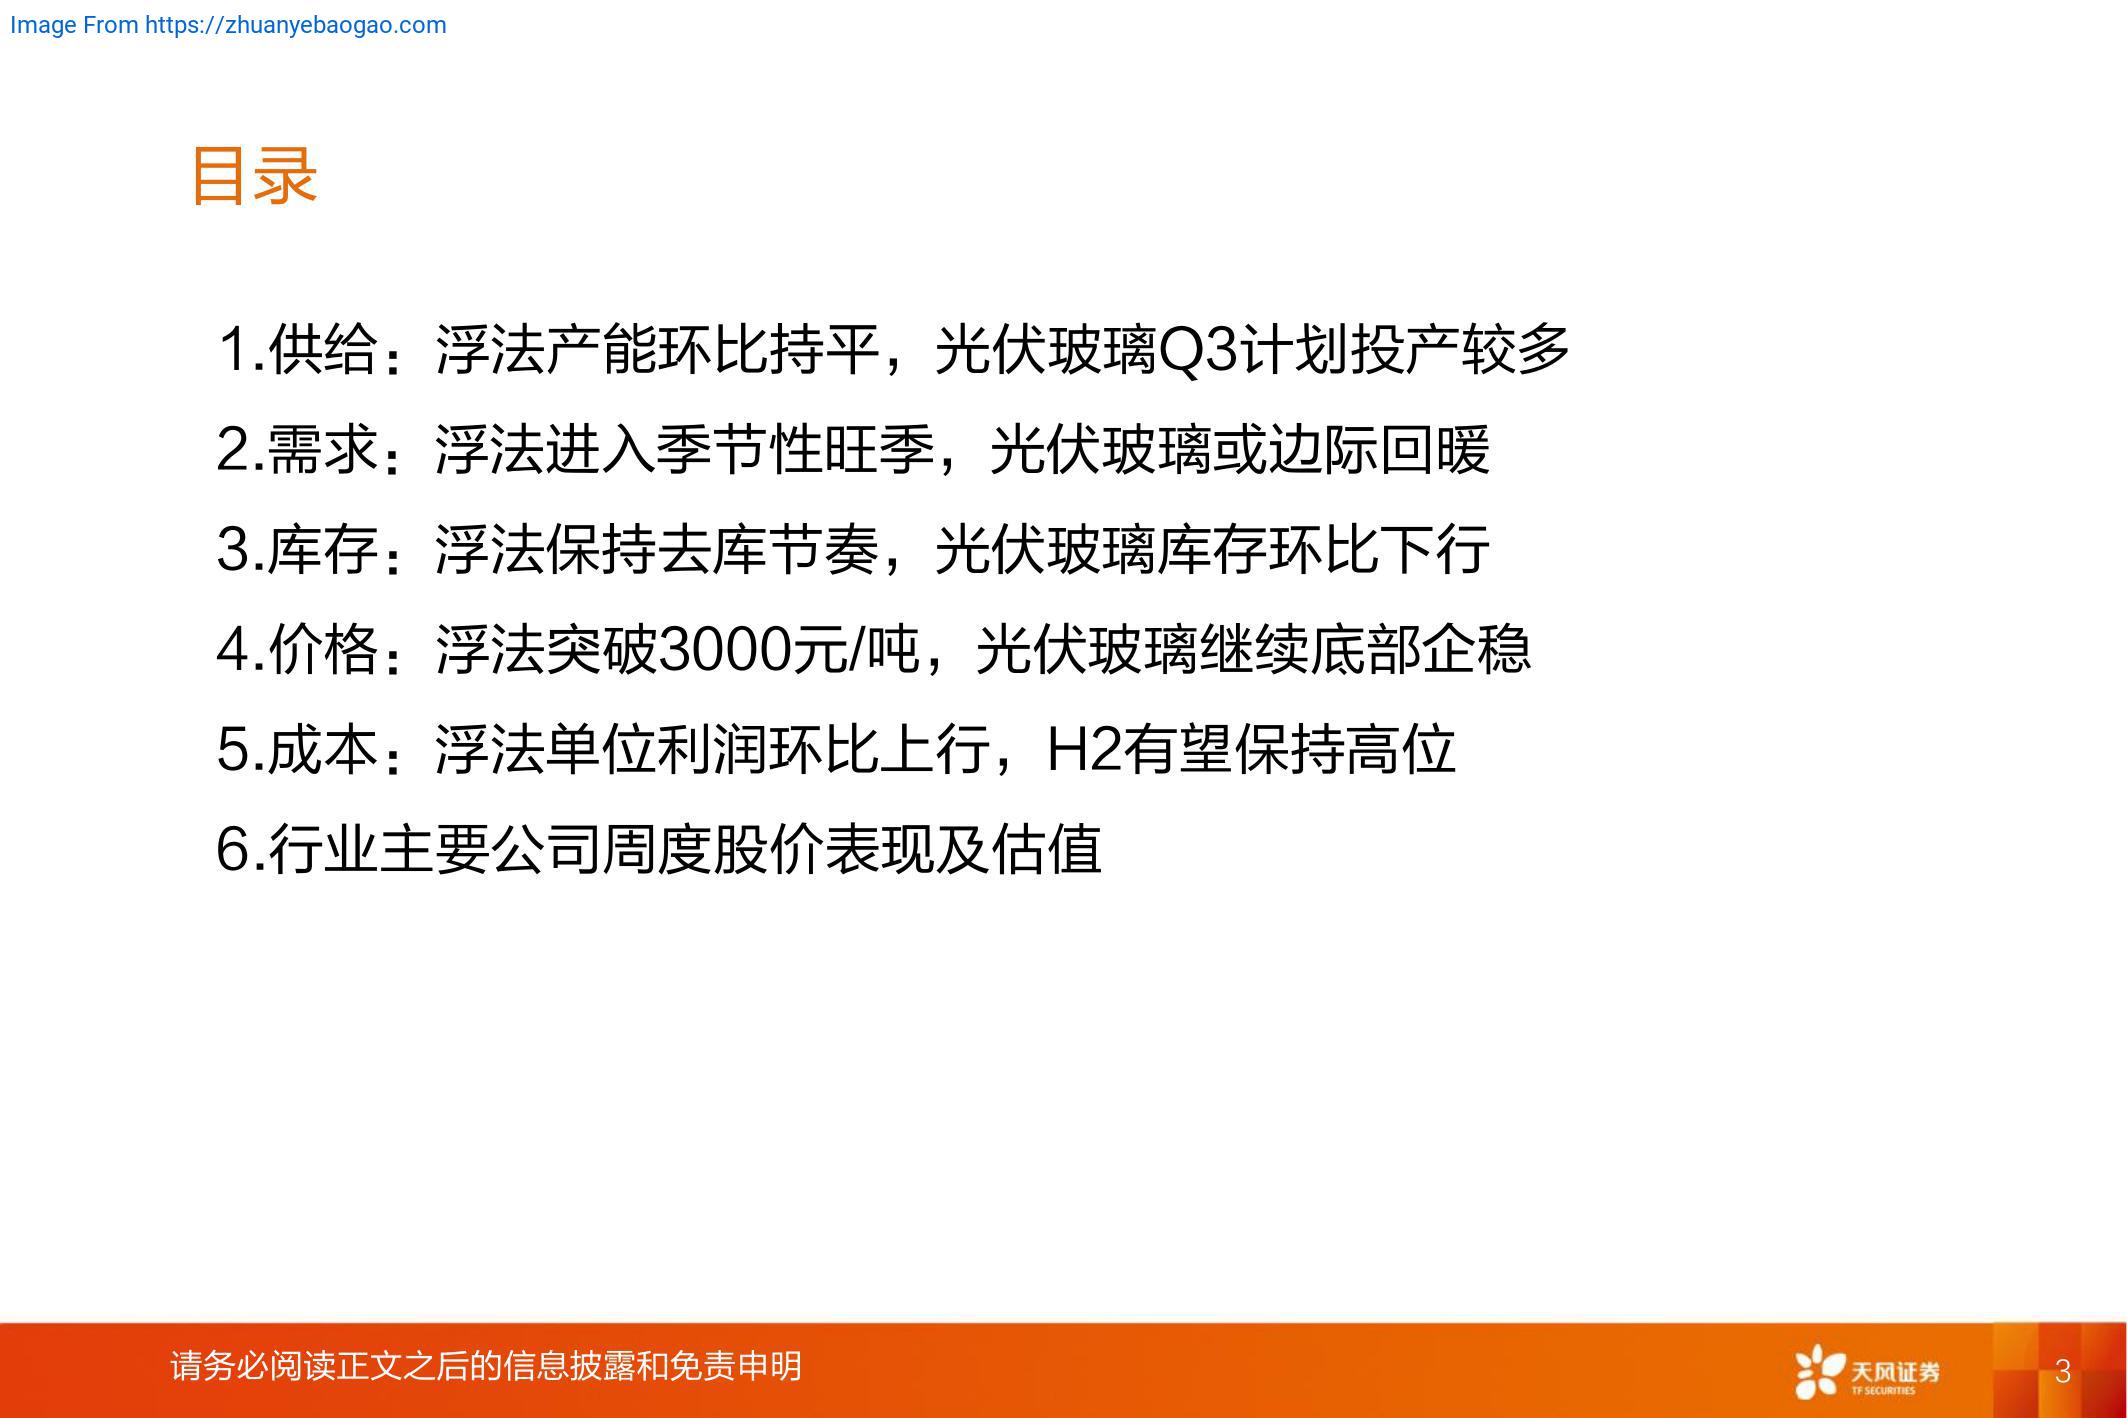 Image From https://zhuanyebaogao.com
目录
1.供给：浮法产能环比持平，光伏玻璃Q3计划投产较多
2.需求：浮法进入季节性旺季，光伏玻璃或边际回暖
3.库存：浮法保持去库节奏，光伏玻璃库存环比下行
4.价格：浮法突破3000元/吨，光伏玻璃继续底部企稳
5.成本：浮法单位利润环比上行，H2有望保持高位
6.行业主要公司周度股价表现及估值
请务必阅读正文之后的信息披露和免责申明
天风证券
TF SECURITIES
3